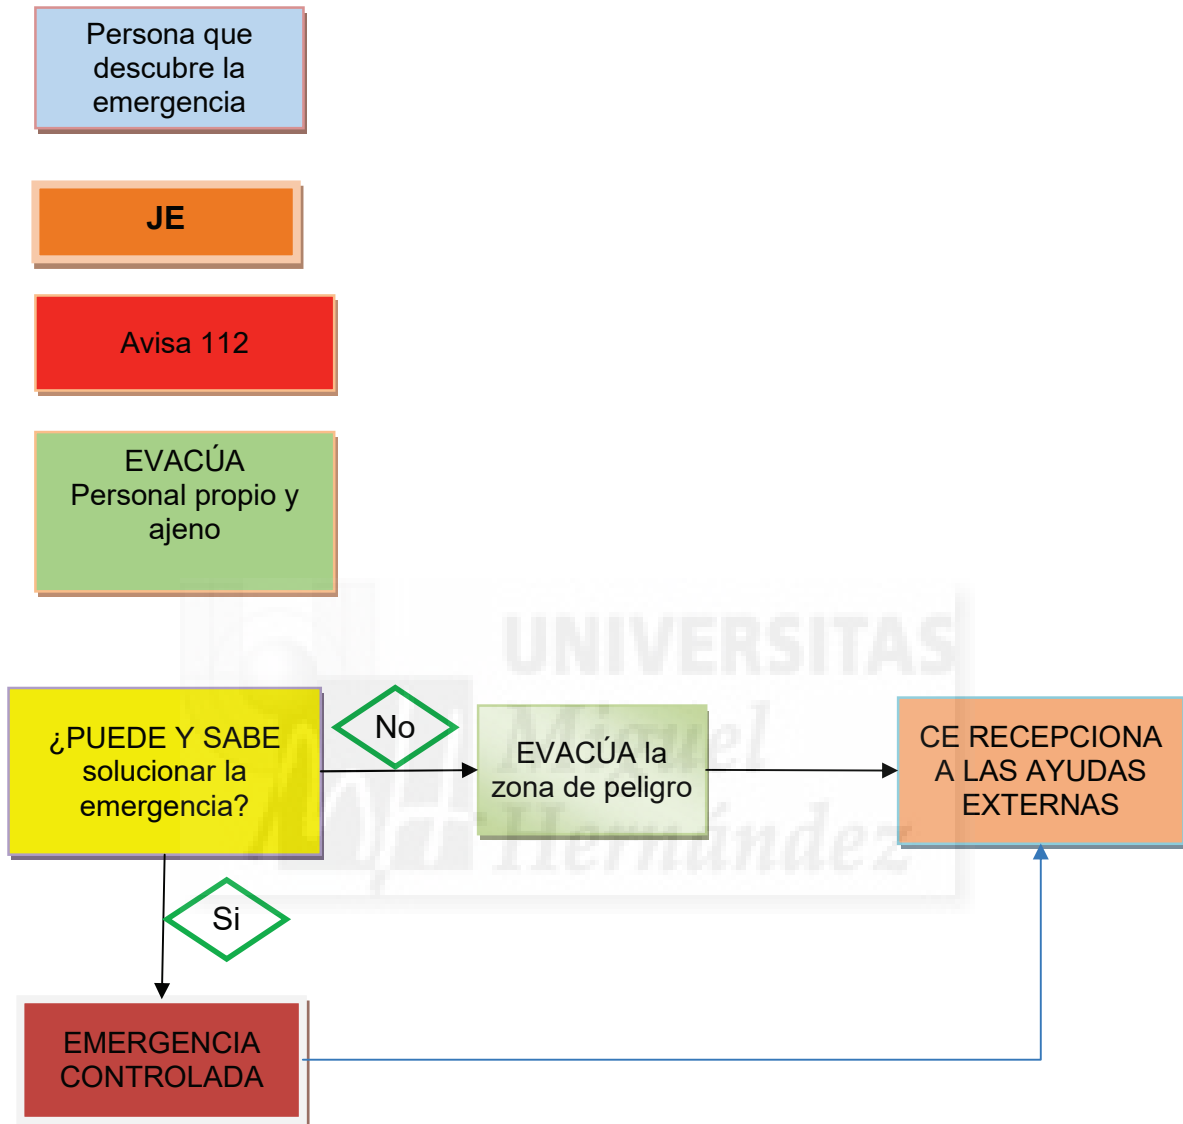 Persona que
descubre la
emergencia
JE
Avisa 112
EVACÚA
Personal propio y
ajeno
UNIVERSITAS
Miguel
Hernández
¿PUEDE Y SABE
solucionar la
emergencia?
No
EVACÚA la
zona de peligro
CE RECEPCIONA
A LAS AYUDAS
EXTERNAS
Si
EMERGENCIA
CONTROLADA